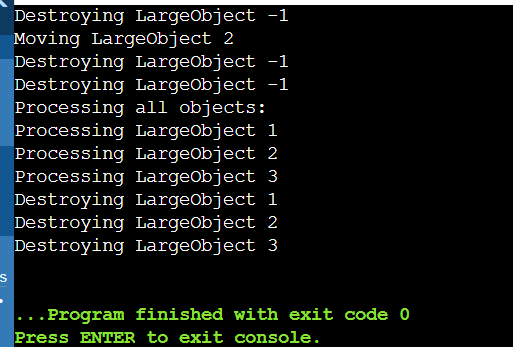 Destroying LargeObject -1
Moving LargeObject 2
Destroying LargeObject -1
Destroying LargeObject -1
Processing all objects:
Processing LargeObject 1
Processing LargeObject 2
Processing LargeObject 3
Destroying LargeObject 1
Destroying LargeObject 2
Destroying LargeObject 3
s
...Program finished with exit code 0
Press ENTER to exit console.